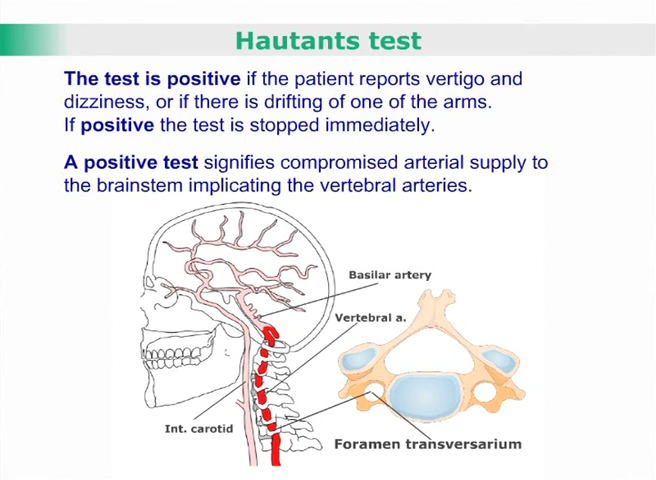 Hautants test
The test is positive if the patient reports vertigo and
dizziness, or if there is drifting of one of the arms.
If positive the test is stopped immediately.
A positive test signifies compromised arterial supply to
the brainstem implicating the vertebral arteries.
Basilar artery
Vertebral a.
Int. carotid
Foramen transversarium